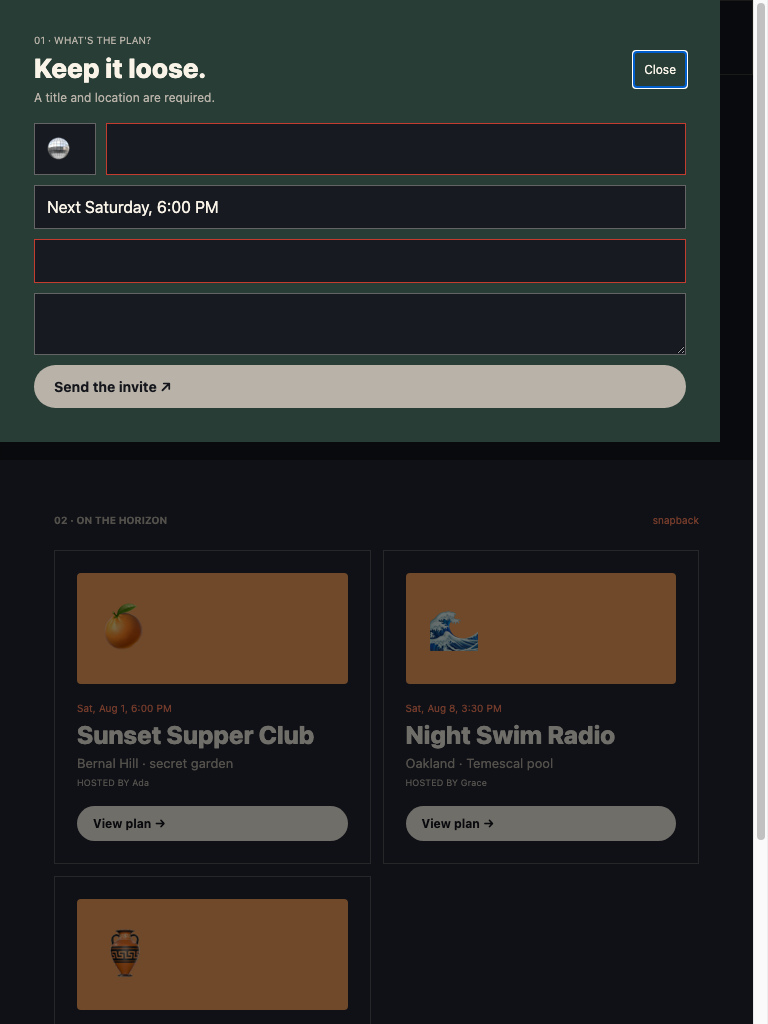 01 · WHAT'S THE PLAN?
Keep it loose.
Close
A title and location are required.
Next Saturday, 6:00 PM
Send the invite ↗
02 · ON THE HORIZON
snapback
Sat, Aug 1, 6:00 PM
Sunset Supper Club
Bernal Hill · secret garden
HOSTED BY Ada
View plan →
Sat, Aug 8, 3:30 PM
Night Swim Radio
Oakland · Temescal pool
HOSTED BY Grace
View plan →